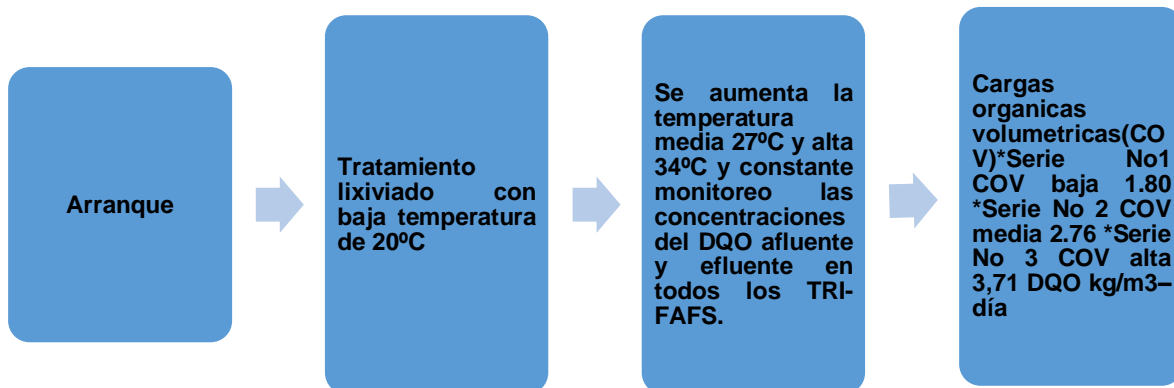 Arranque
Tratamiento
lixiviado con
baja temperatura
de 20ºC
Se aumenta la
temperatura
media 27ºC y alta
34ºC y constante
monitoreo las
concentraciones
del DQO afluente
y efluente en
todos los TRI-
FAFS.
Cargas
organicas
volumetricas(CO
V)*Serie No1
COV baja 1.80
*Serie No 2 COV
media 2.76 *Serie
No 3 COV alta
3,71 DQO kg/m3–
día